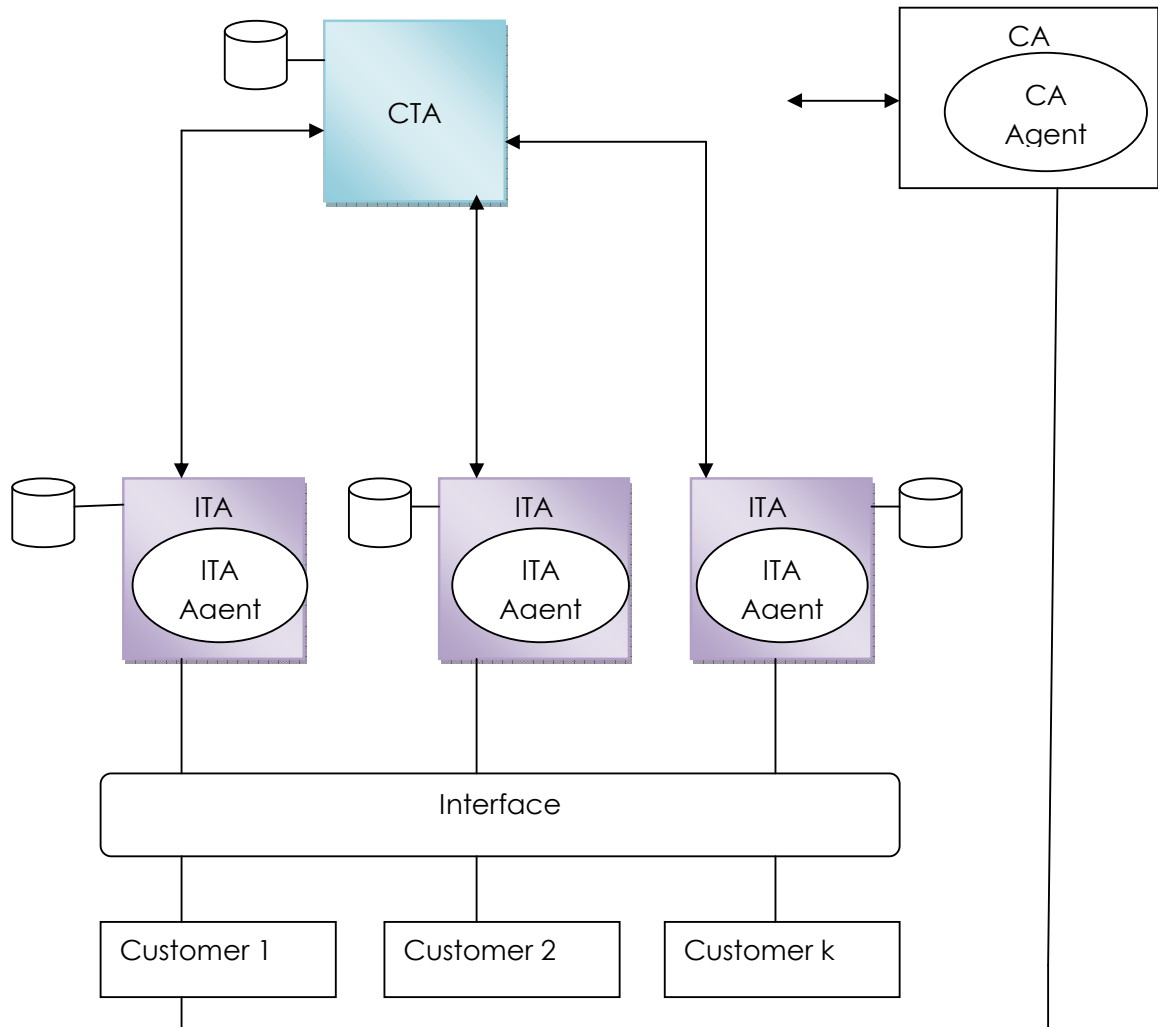 CA
CA
Agent
CTA
ITA
ITA
Agent
ITA
ITA
Agent
ITA
ITA
Agent
Interface
Customer 1
Customer 2
Customer k